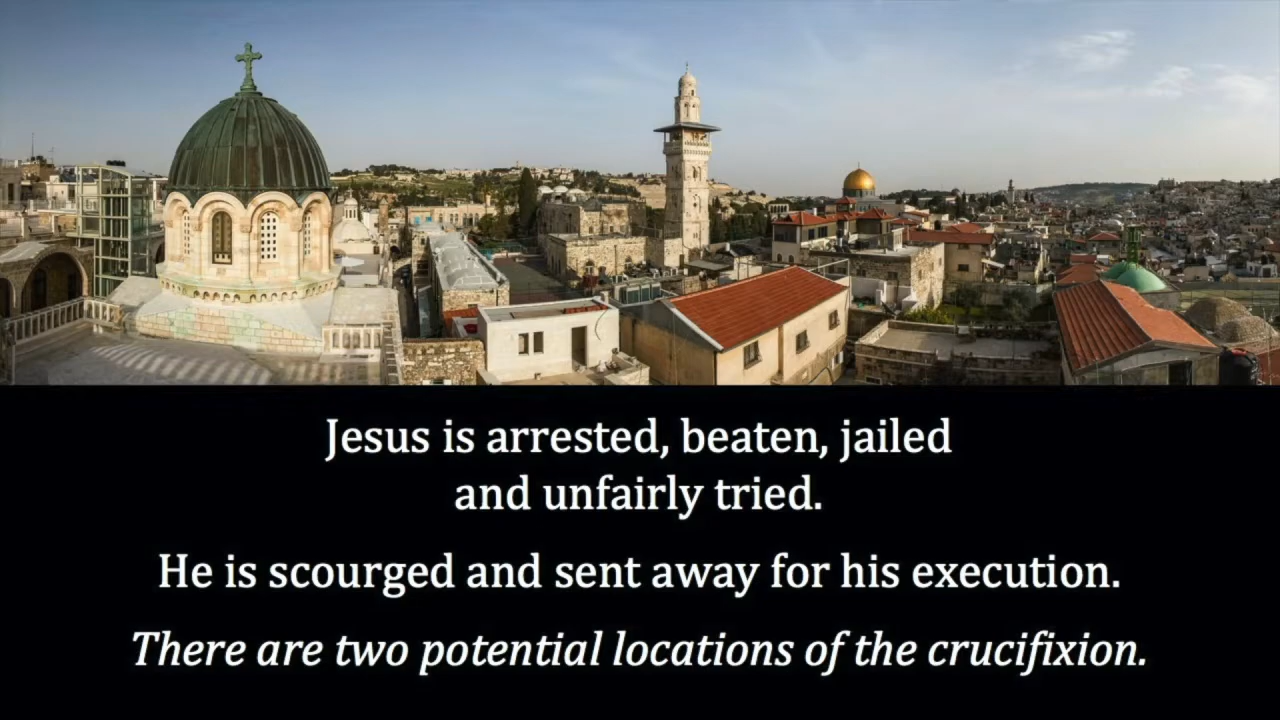 Jesus is arrested, beaten, jailed
and unfairly tried.
He is scourged and sent away for his execution.
There are two potential locations of the crucifixion.